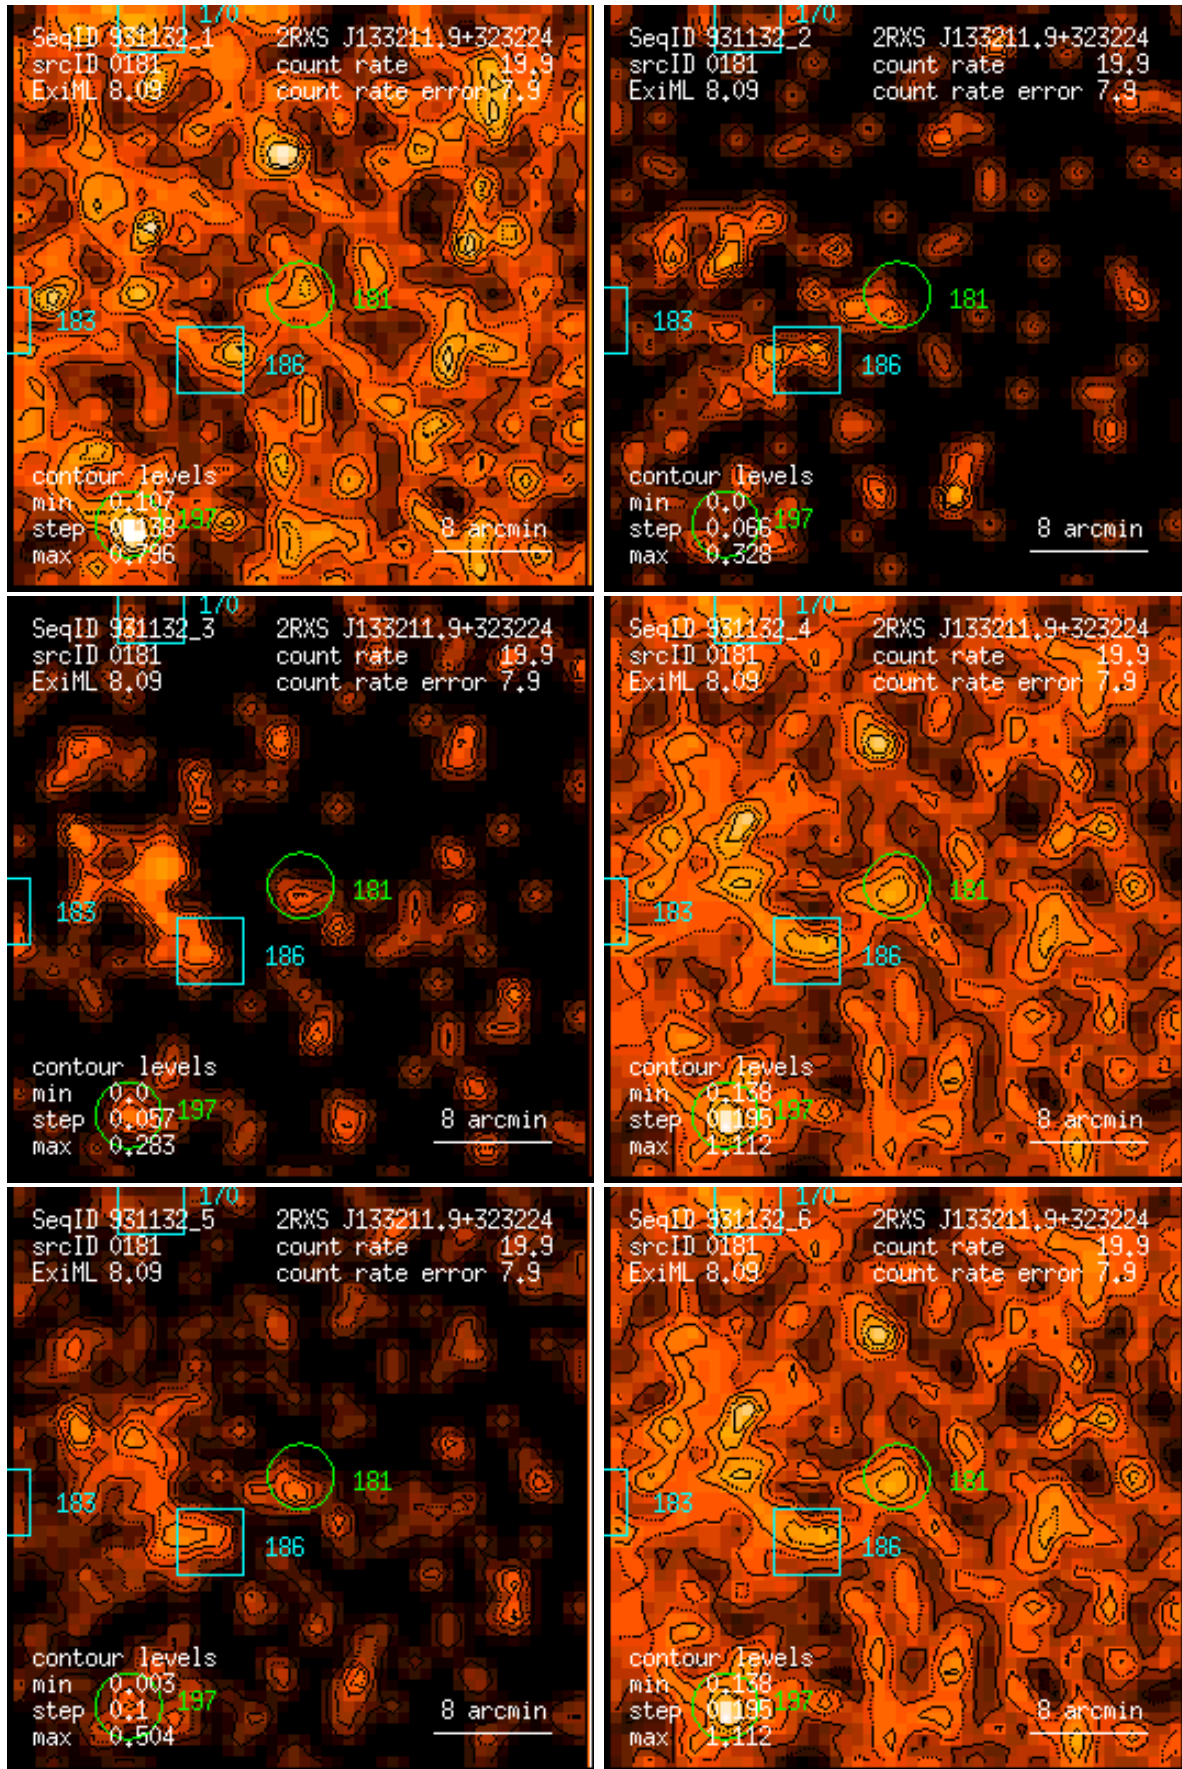 170
SeqID 931132_1 2RXS J133211.9+323224
srcID 0181 count rate 19.9
ExiML 8.09 count rate error 7.9
181
183
186
contour levels
min 0.107
step 0.138 197
8 arcmin
max 0.796
170
SeqID 931132_2 2RXS J133211.9+323224
srcID 0181 count rate 19.9
ExiML 8.09 count rate error 7.9
181
183
186
contour levels
min 0.0
step 0.066 197
8 arcmin
max 0.328
170
SeqID 931132_3 2RXS J133211.9+323224
srcID 0181 count rate 19.9
ExiML 8.09 count rate error 7.9
181
183
186
contour levels
min 0.0
step 0.057 197
8 arcmin
max 0.283
170
SeqID 931132_4 2RXS J133211.9+323224
srcID 0181 count rate 19.9
ExiML 8.09 count rate error 7.9
181
183
186
contour levels
min 0.138
step 0.195 197
8 arcmin
max 1.112
170
SeqID 931132_5 2RXS J133211.9+323224
srcID 0181 count rate 19.9
ExiML 8.09 count rate error 7.9
181
183
186
contour levels
min 0.003
step 0.1 197
8 arcmin
max 0.504
170
SeqID 931132_6 2RXS J133211.9+323224
srcID 0181 count rate 19.9
ExiML 8.09 count rate error 7.9
181
183
186
contour levels
min 0.138
step 0.195 197
8 arcmin
max 1.112